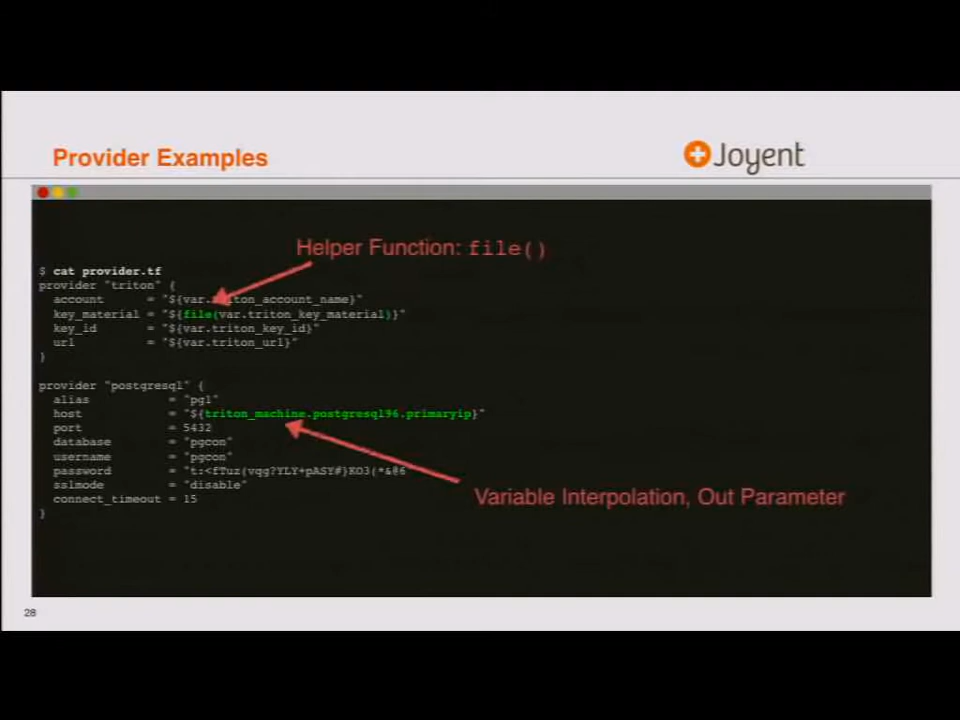 Provider Examples
Joyent
Helper Function: file()
$ cat provider.tf
provider "triton" {
account = "${var.triton_account_name}"
key_material = "${file(var.triton_key_material)}"
key_id = "${var.triton_key_id}"
url = "${var.triton_url}"
}
provider "postgresql" {
alias = "pg1"
host = "${triton_machine.postgresql96.primaryip}"
port = 5432
database = "pgcon"
username = "pgcon"
password =
sslmode = "disable"
connect_timeout = 15
}
Variable Interpolation, Out Parameter
28